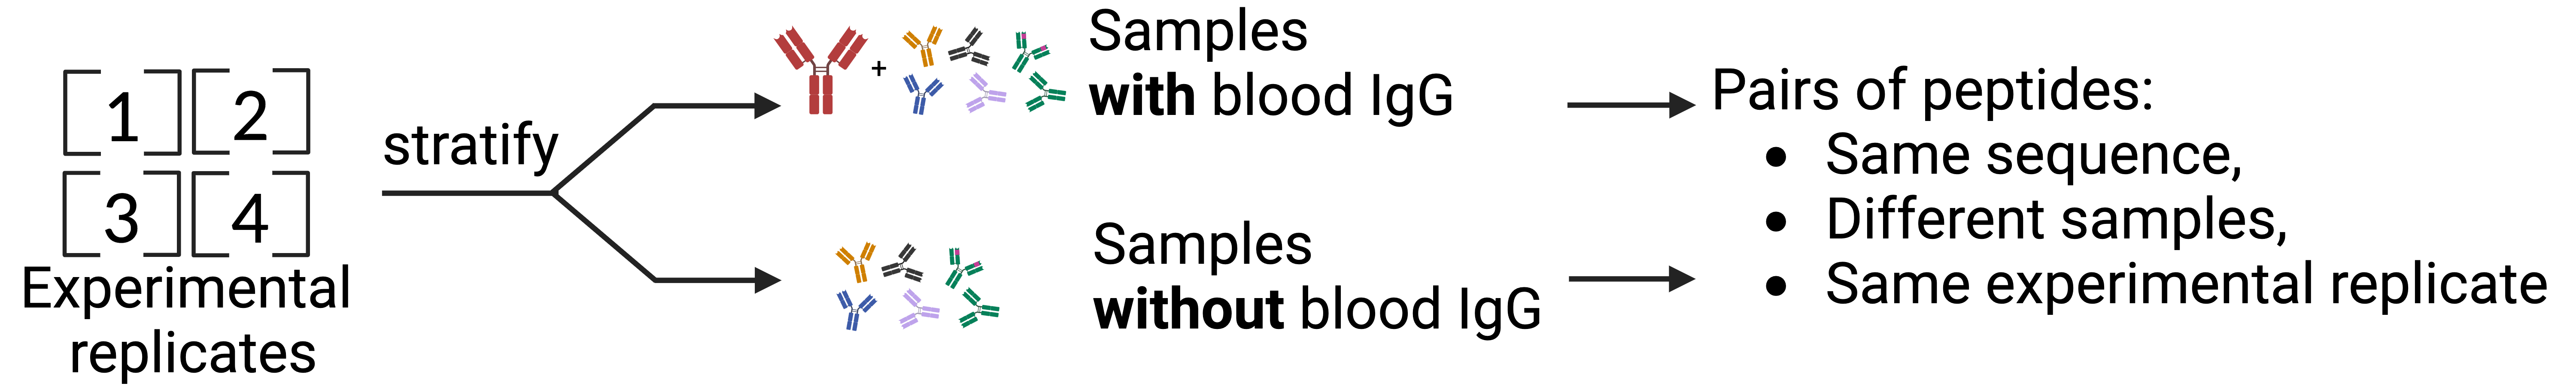 1 2
3 4
Experimental
replicates
stratify
+
Samples
with blood IgG
Samples
without blood IgG
Pairs of peptides:
• Same sequence,
• Different samples,
• Same experimental replicate